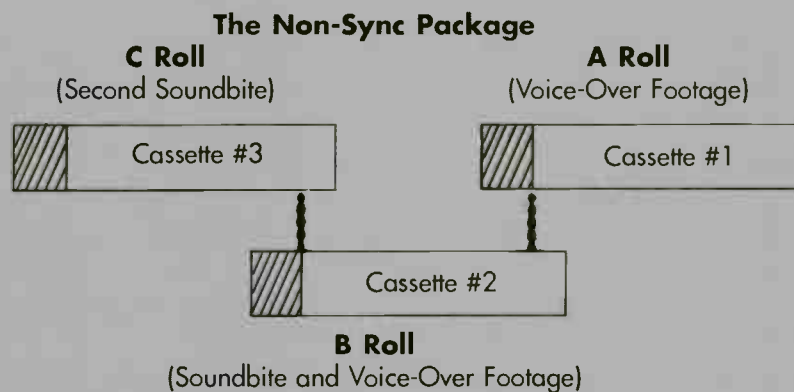 The Non-Sync Package
C Roll
(Second Soundbite)
A Roll
(Voice-Over Footage)
Cassette #3
Cassette #1
Cassette #2
B Roll
(Soundbite and Voice-Over Footage)